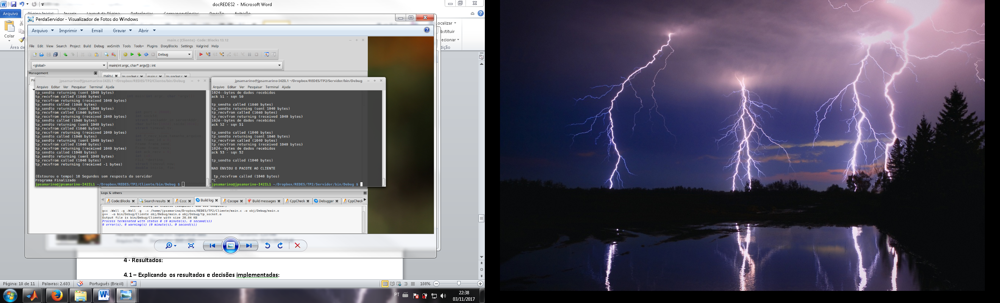 docREDES2 - Microsoft Word
Arquivo
Página Inicial Inserir Layout da Página Referências Correspondências Revisão Exibição
PerdaServidor - Visualizador de Fotos do Windows
Arquivo Imprimir Email Gravar Abrir
Colar
Área de
ocalizar
bstituir
ecionar
dição
main.c [Cliente] - Code::Blocks 13.12
File Edit View Search Project Build Debug wxSmith Tools Tools+ Plugins DoxyBlocks Settings Valgrind Help
Debug
<global> main(int argc, char* argv[]) : int
Management
main.c tp_socket.c main.c tp_socket.c
jpsamarino@jpsamarino-I42IL1 ~/Dropbox/REDES/TP2/Cliente/bin/Debug
Arquivo Editar Ver Pesquisar Terminal Ajuda
tp_sendto returning (sent 1040 bytes)
tp_recvfrom called (1040 bytes)
tp_recvfrom returning (received 1040 bytes)
tp_sendto called (1040 bytes)
tp_sendto returning (sent 1040 bytes)
tp_recvfrom called (1040 bytes)
tp_recvfrom returning (received 1040 bytes)
tp_sendto called (1040 bytes)
tp_sendto returning (sent 1040 bytes)
tp_recvfrom called (1040 bytes)
tp_recvfrom returning (received 1040 bytes)
tp_sendto called (1040 bytes)
tp_sendto returning (sent 1040 bytes)
tp_recvfrom called (1040 bytes)
tp_recvfrom returning (received 1040 bytes)
tp_sendto called (1040 bytes)
tp_sendto returning (sent 1040 bytes)
tp_recvfrom called (1040 bytes)
tp_recvfrom returning (received -1 bytes)
(Estourou o tempo) 10 Segundos sem resposta do servidor
Programa Finalizado
jpsamarino@jpsamarino-I42IL1 ~/Dropbox/REDES/TP2/Cliente/bin/Debug $
jpsamarino@jpsamarino-I42IL1 ~/Dropbox/REDES/TP2/Servidor/bin/Debug
Arquivo Editar Ver Pesquisar Terminal Ajuda
1024--bytes de dados recebidos
ack 51 - sqn 50
tp_sendto called (1040 bytes)
tp_sendto returning (sent 1040 bytes)
tp_recvfrom called (1040 bytes)
tp_recvfrom returning (received 1040 bytes)
1024--bytes de dados recebidos
ack 52 - sqn 51
tp_sendto called (1040 bytes)
tp_sendto returning (sent 1040 bytes)
tp_recvfrom called (1040 bytes)
tp_recvfrom returning (received 1040 bytes)
1024--bytes de dados recebidos
ack 53 - sqn 52
tp_sendto called (1040 bytes)
NAO ENVIOU O PACOTE AO CLIENTE
tp_recvfrom called (1040 bytes)
^C
jpsamarino@jpsamarino-I42IL1 ~/Dropbox/REDES/TP2/Servidor/bin/Debug $
Logs & others
Code::Blocks Search results Cccc Build log Cscope Build messages CppCheck Debugger CppCheck
gcc -Wall -g -Wall -g -c /home/jpsamarino/Dropbox/REDES/TP2/Cliente/main.c -o obj/Debug/main.o
g++ -o bin/Debug/Cliente obj/Debug/main.o obj/Debug/tp_socket.o
Output file is bin/Debug/Cliente with size 20.04 KB
Process terminated with status 0 (0 minute(s), 0 second(s))
0 error(s), 0 warning(s) (0 minute(s), 0 second(s))
4 - Resultados:
4.1 – Explicando os resultados e decisões implementadas:
Página: 10 de 11 Palavras: 2.603 Português (Brasil) 108%
PT 22:38
03/11/2017